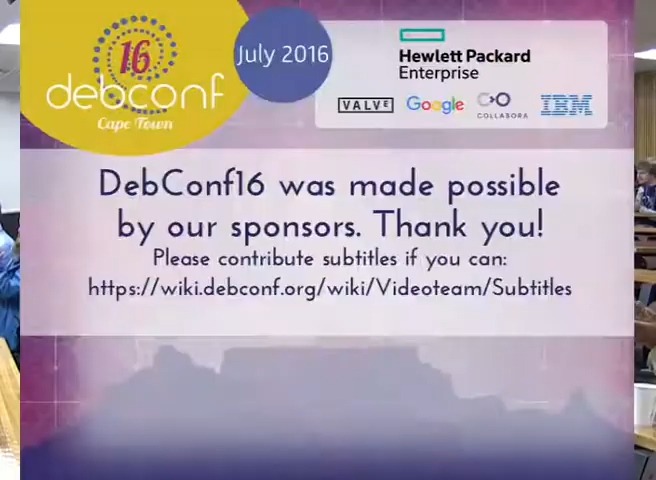 16
debconf
Cape Town
July 2016
Hewlett Packard
Enterprise
VALVE
Google
COLLABORA
IBM
DebConf16 was made possible
by our sponsors. Thank you!
Please contribute subtitles if you can:
https://wiki.debconf.org/wiki/Videoteam/Subtitles